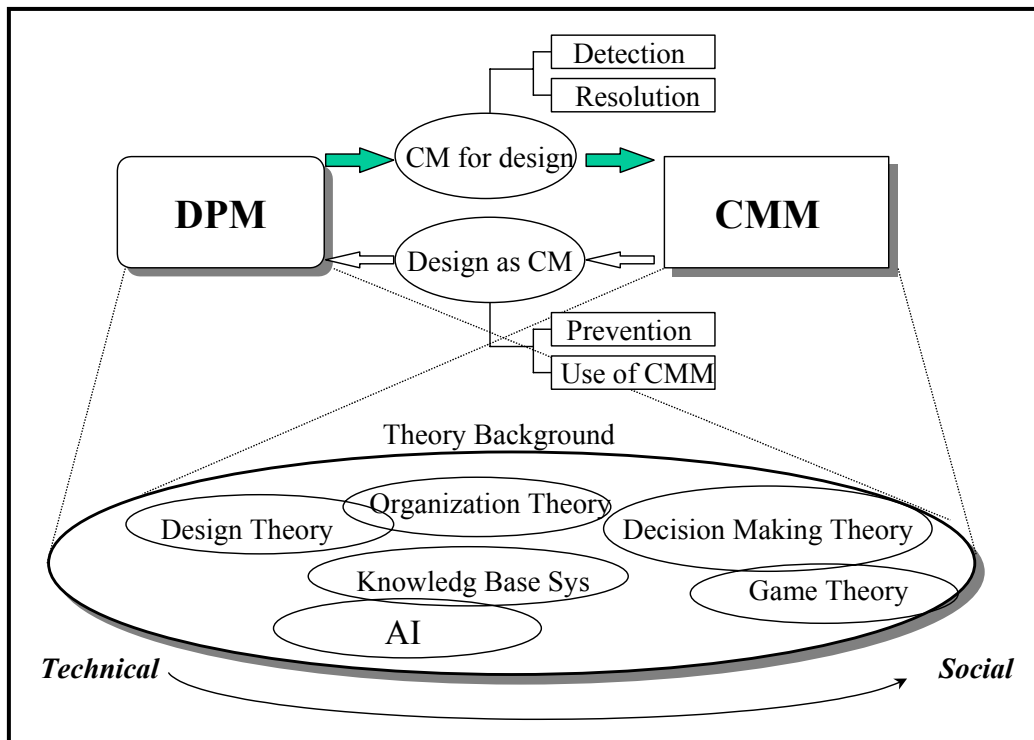 Detection
Resolution
CM for design
DPM
CMM
Design as CM
Prevention
Use of CMM
Theory Background
Organization Theory
Design Theory
Decision Making Theory
Knowledg Base Sys
Game Theory
AI
Technical
Social